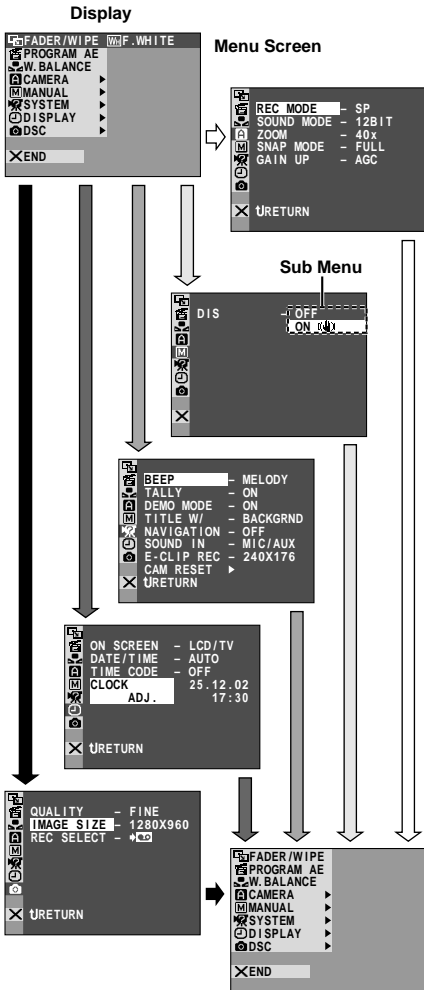 Display
FADER/WIPE WH F.WHITE
PROGRAM AE
W.BALANCE
CAMERA
MANUAL
SYSTEM
DISPLAY
DSC
END
Menu Screen
REC MODE – SP
SOUND MODE – 12BIT
ZOOM – 40x
SNAP MODE – FULL
GAIN UP – AGC
RETURN
Sub Menu
DIS – OFF
ON
BEEP – MELODY
TALLY – ON
DEMO MODE – ON
TITLE W/ – BACKGRND
NAVIGATION – OFF
SOUND IN – MIC/AUX
E-CLIP REC – 240X176
CAM RESET
RETURN
ON SCREEN – LCD/TV
DATE/TIME – AUTO
TIME CODE – OFF
CLOCK 25.12.02
ADJ. 17:30
RETURN
QUALITY – FINE
IMAGE SIZE – 1280X960
REC SELECT –
RETURN
FADER/WIPE
PROGRAM AE
W.BALANCE
CAMERA
MANUAL
SYSTEM
DISPLAY
DSC
END